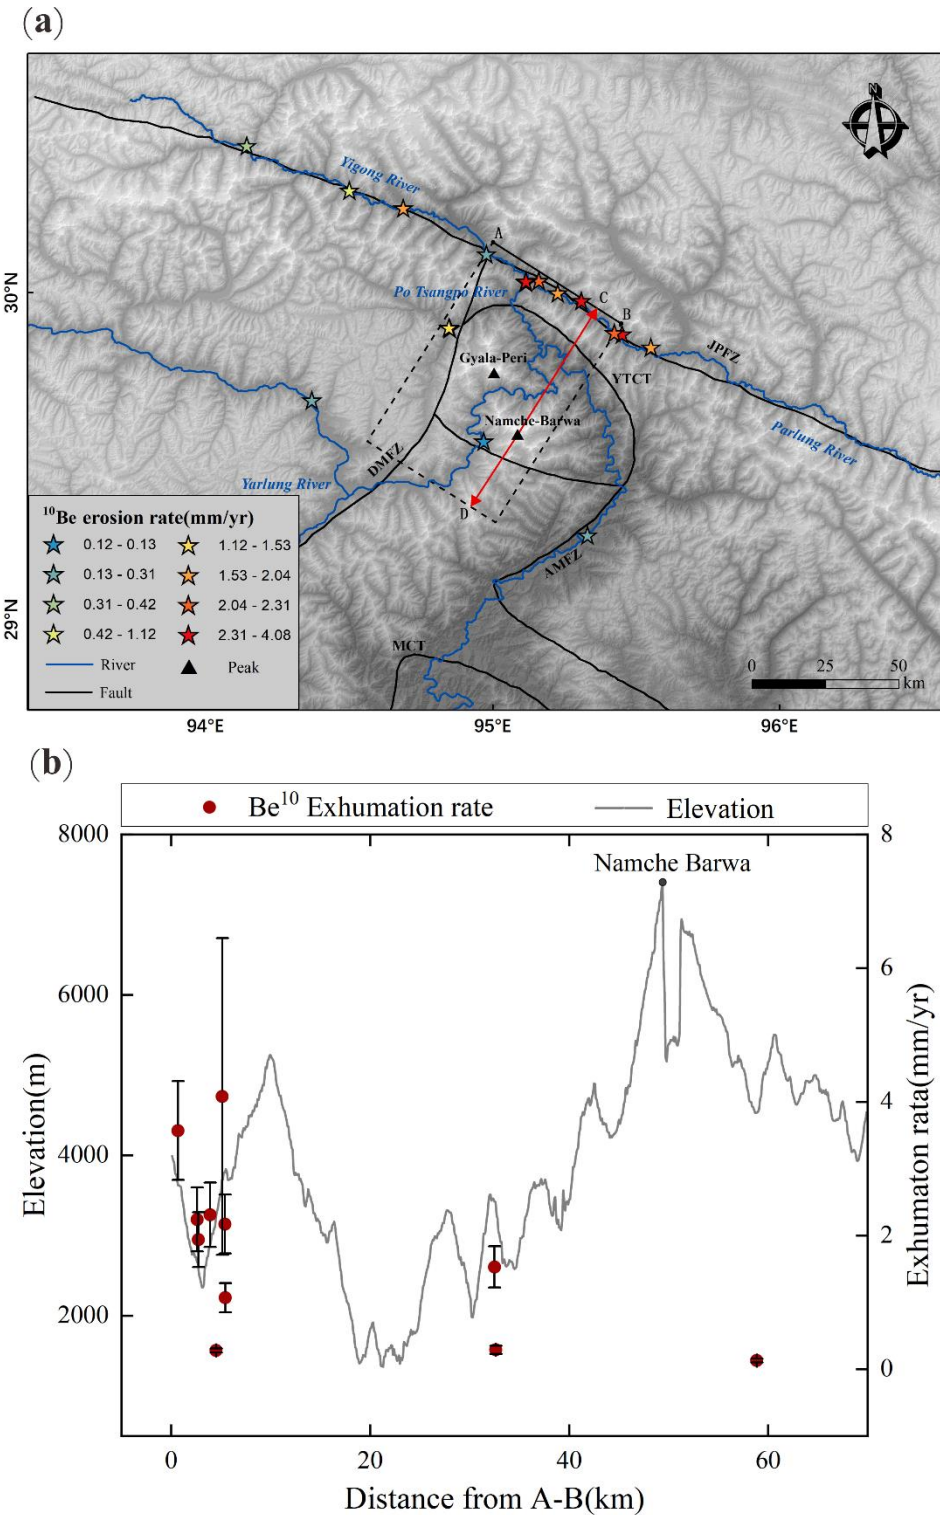 (a)
N
Yigong River
A
30°N
Po Tsangpo River
C
B
Gyala-Peri
JPFZ
YTCT
Namche-Barwa
Parlung River
DMFZ
Yarlung River
D
AMFZ
¹⁰Be erosion rate(mm/yr)
0.12 - 0.13
1.12 - 1.53
0.13 - 0.31
1.53 - 2.04
0.31 - 0.42
2.04 - 2.31
0.42 - 1.12
2.31 - 4.08
River
Peak
Fault
29°N
MCT
0 25 50
km
94°E 95°E 96°E
(b)
Be¹⁰ Exhumation rate
Elevation
8000
8
Namche Barwa
6000
6
4000
4
2
2000
0
Elevation(m)
Exhumaton rata(mm/yr)
0 20 40 60
Distance from A-B(km)